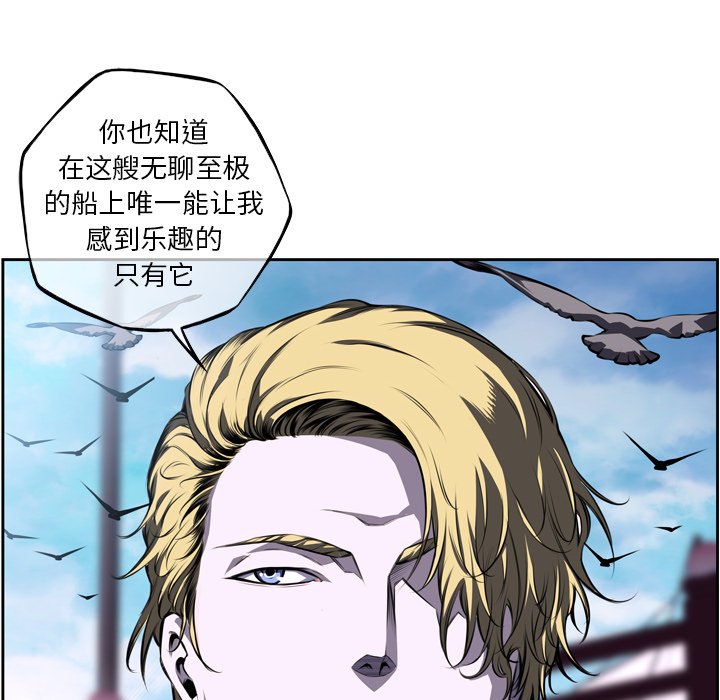 你也知道
在这艘无聊至极
的船上唯一能让我
感到乐趣的
只有它